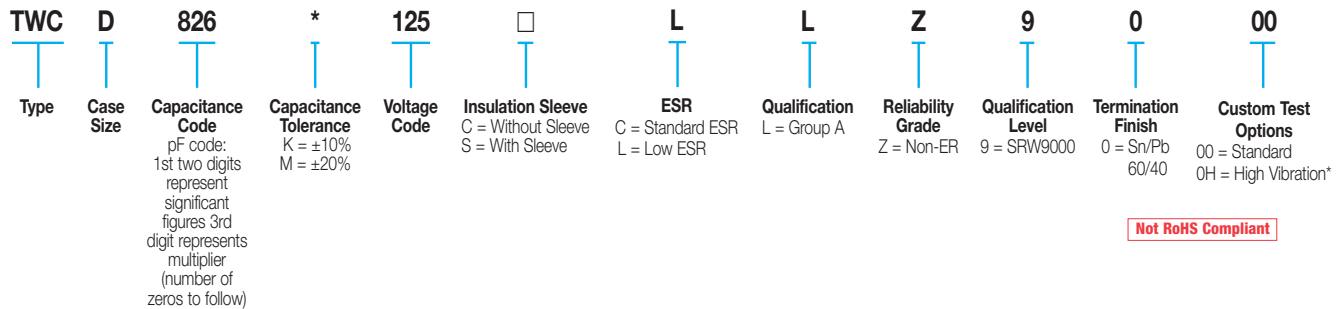 TWC D 826 * 125 □ L L Z 9 0 00
Type
Case
Size
Capacitance
Code
pF code:
1st two digits
represent
significant
figures 3rd
digit represents
multiplier
(number of
zeros to follow)
Capacitance
Tolerance
K = ±10%
M = ±20%
Voltage
Code
Insulation Sleeve
C = Without Sleeve
S = With Sleeve
ESR
C = Standard ESR
L = Low ESR
Qualification
L = Group A
Reliability
Grade
Z = Non-ER
Qualification
Level
9 = SRW9000
Termination
Finish
0 = Sn/Pb
60/40
Custom Test
Options
00 = Standard
0H = High Vibration*
Not RoHS Compliant